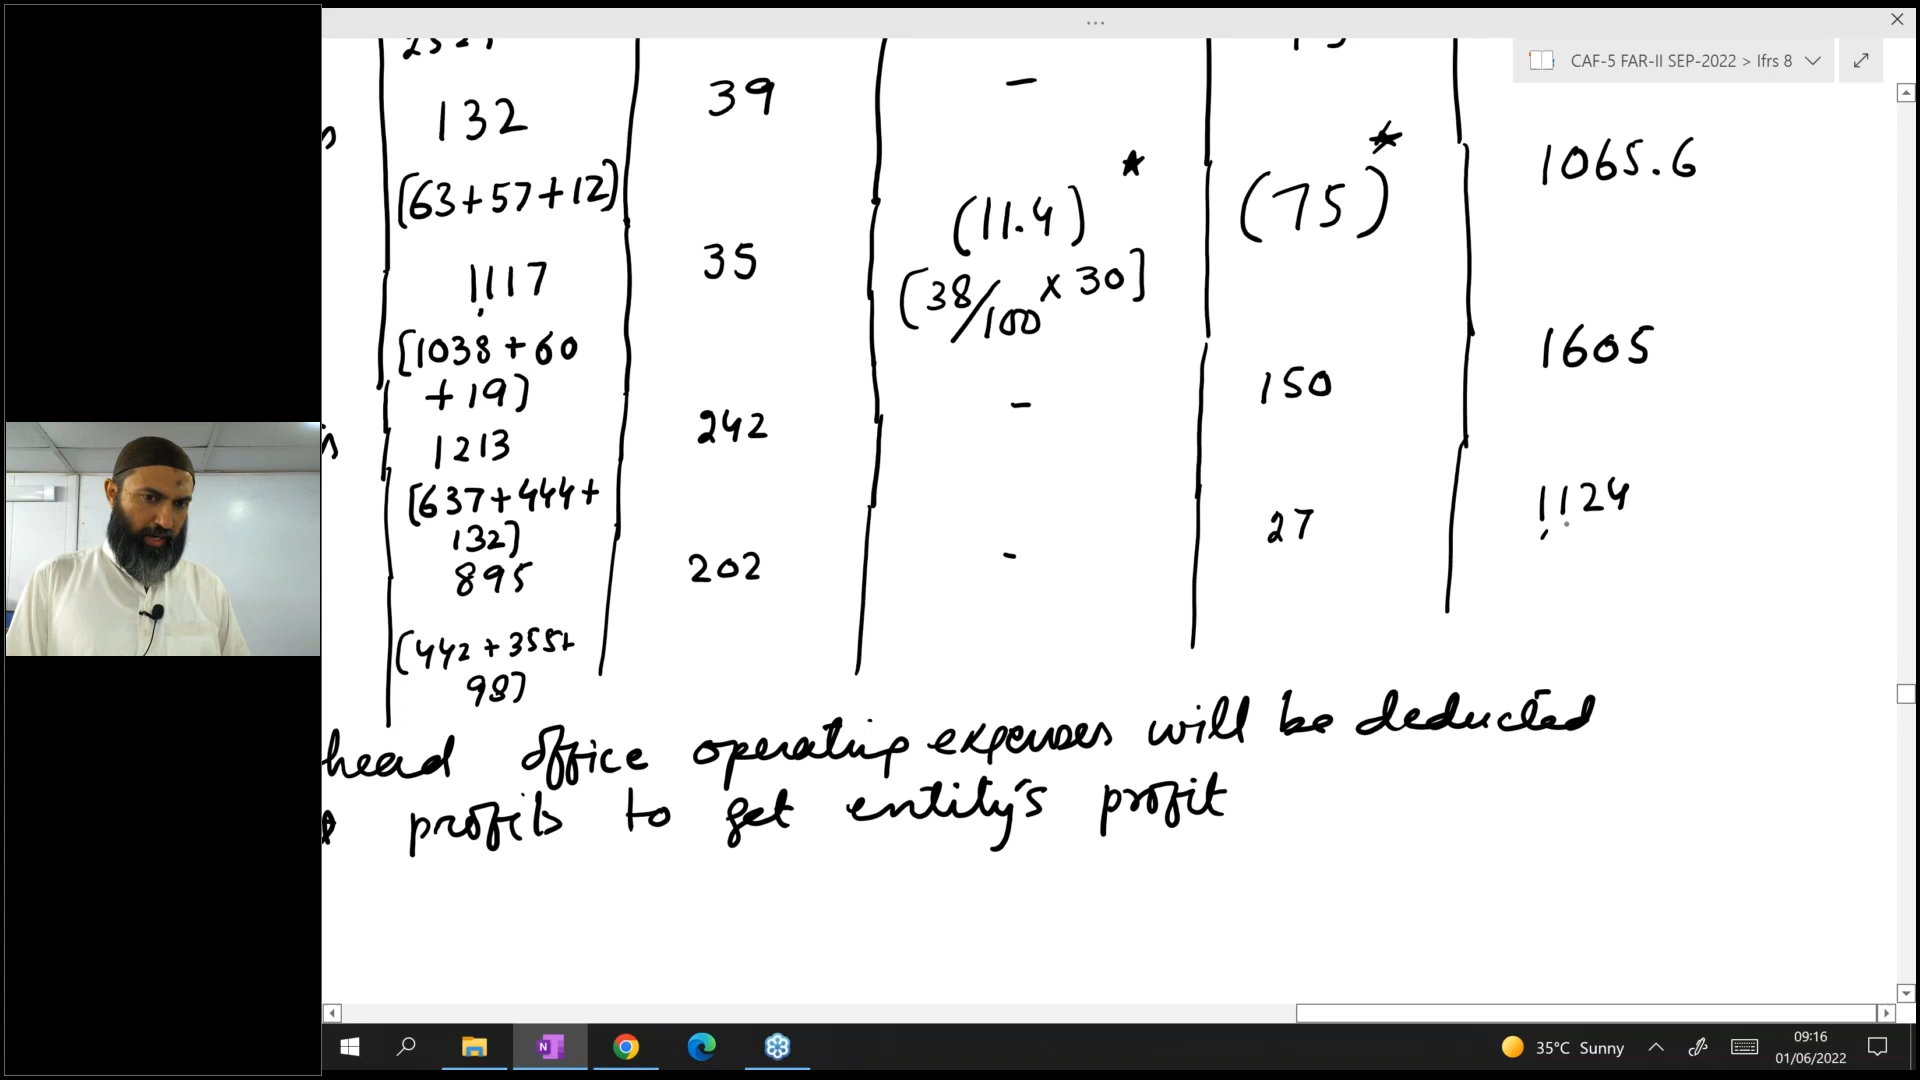 CAF-5 FAR-II SEP-2022 > Ifrs 8
39 -
132 1065.6
[63+57+12] (11.4) * (75) *
1117 35 [38/100 x 30]
[1038 + 60 1605
+ 19] - 150
1213 242
[637+444+ 1124
132] 27
895 202 -
[442 + 355+
98]
head office operating expenses will be deducted
profits to get entity's profit
35°C Sunny
09:16
01/06/2022